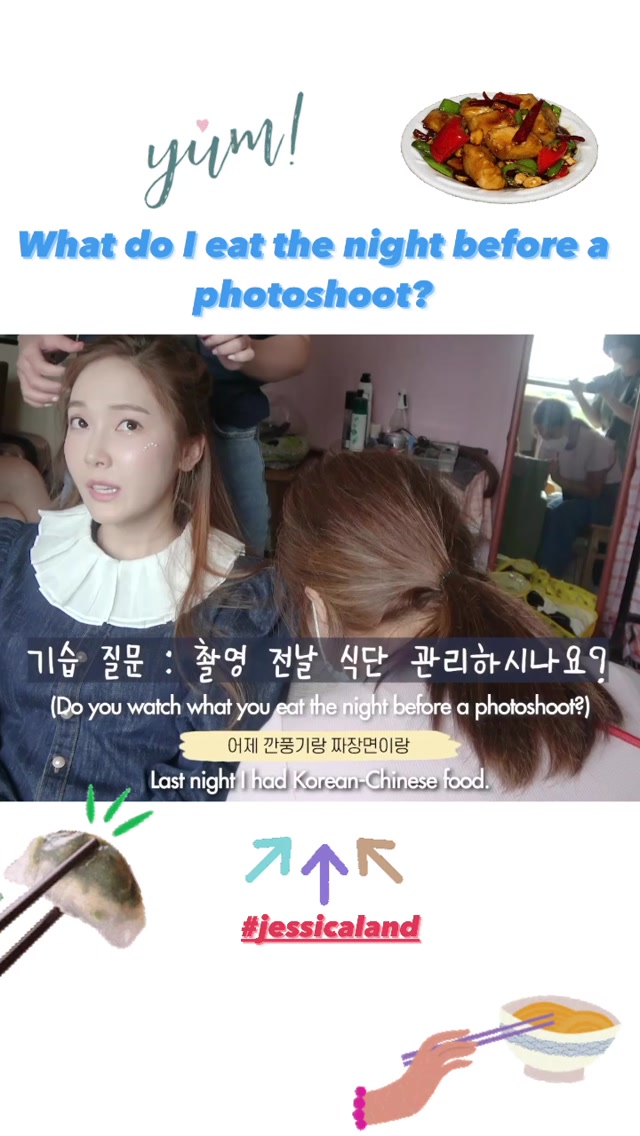 yum!
What do I eat the night before a
photoshoot?
기습 질문 : 촬영 전날 식단 관리하시나요?
(Do you watch what you eat the night before a photoshoot?)
어제 깐풍기랑 짜장면이랑
Last night I had Korean-Chinese food.
#jessicaland